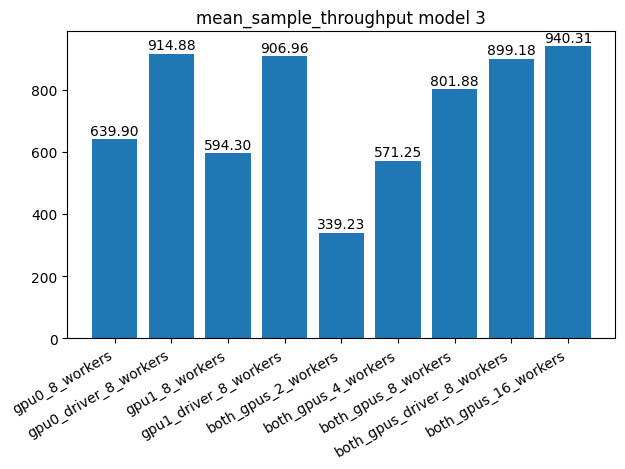 mean_sample_throughput model 3
639.90
914.88
594.30
906.96
339.23
571.25
801.88
899.18
940.31
800
600
400
200
0
gpu0_8_workers
gpu0_driver_8_workers
gpu1_8_workers
gpu1_driver_8_workers
both_gpus_2_workers
both_gpus_4_workers
both_gpus_8_workers
both_gpus_driver_8_workers
both_gpus_16_workers